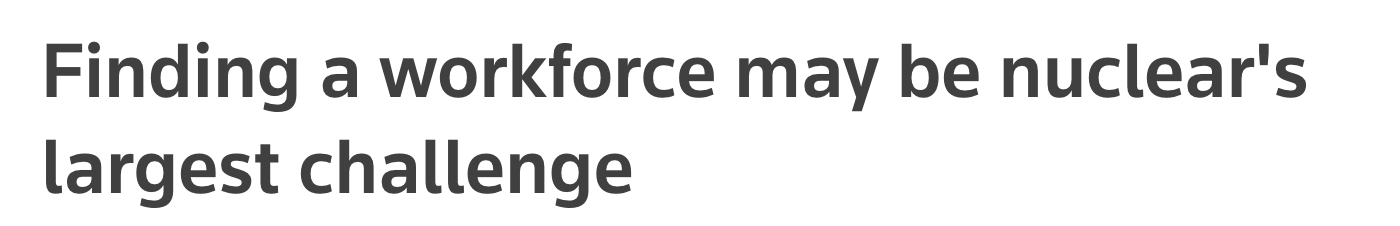 Finding a workforce may be nuclear's
largest challenge